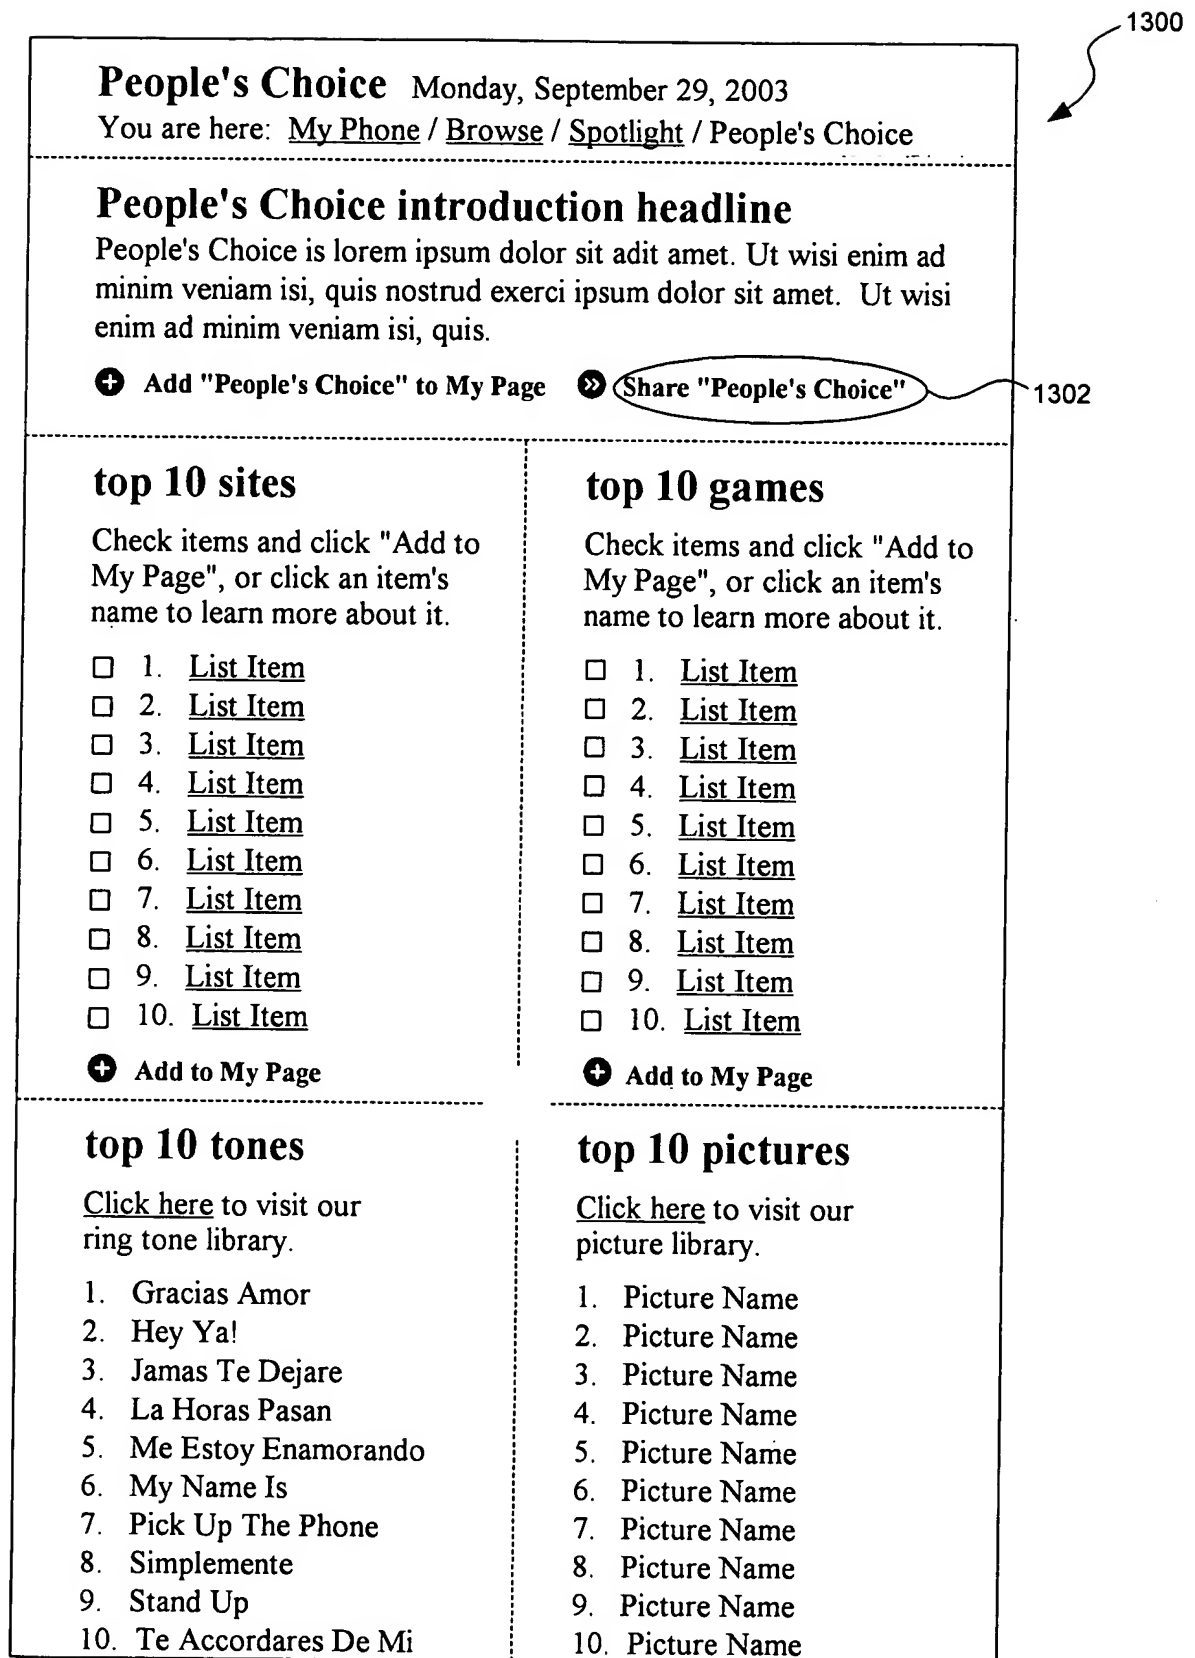 1300
People's Choice Monday, September 29, 2003
You are here: My Phone / Browse / Spotlight / People's Choice
People's Choice introduction headline
People's Choice is lorem ipsum dolor sit adit amet. Ut wisi enim ad
minim veniam isi, quis nostrud exerci ipsum dolor sit amet. Ut wisi
enim ad minim veniam isi, quis.
Add "People's Choice" to My Page
Share "People's Choice"
1302
top 10 sites
Check items and click "Add to
My Page", or click an item's
name to learn more about it.
1. List Item
2. List Item
3. List Item
4. List Item
5. List Item
6. List Item
7. List Item
8. List Item
9. List Item
10. List Item
Add to My Page
top 10 games
Check items and click "Add to
My Page", or click an item's
name to learn more about it.
1. List Item
2. List Item
3. List Item
4. List Item
5. List Item
6. List Item
7. List Item
8. List Item
9. List Item
10. List Item
Add to My Page
top 10 tones
Click here to visit our
ring tone library.
1. Gracias Amor
2. Hey Ya!
3. Jamas Te Dejare
4. La Horas Pasan
5. Me Estoy Enamorando
6. My Name Is
7. Pick Up The Phone
8. Simplemente
9. Stand Up
10. Te Accordares De Mi
top 10 pictures
Click here to visit our
picture library.
1. Picture Name
2. Picture Name
3. Picture Name
4. Picture Name
5. Picture Name
6. Picture Name
7. Picture Name
8. Picture Name
9. Picture Name
10. Picture Name